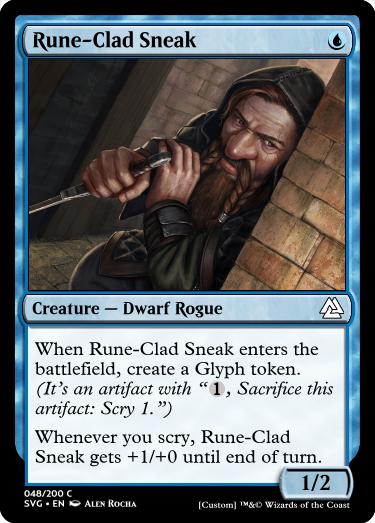 Rune-Clad Sneak
Creature — Dwarf Rogue
When Rune-Clad Sneak enters the
battlefield, create a Glyph token.
(It's an artifact with “1, Sacrifice this
artifact: Scry 1.”)
Whenever you scry, Rune-Clad
Sneak gets +1/+0 until end of turn.
1/2
048/200 C
SVG • EN Alen Rocha
[Custom] ™&© Wizards of the Coast